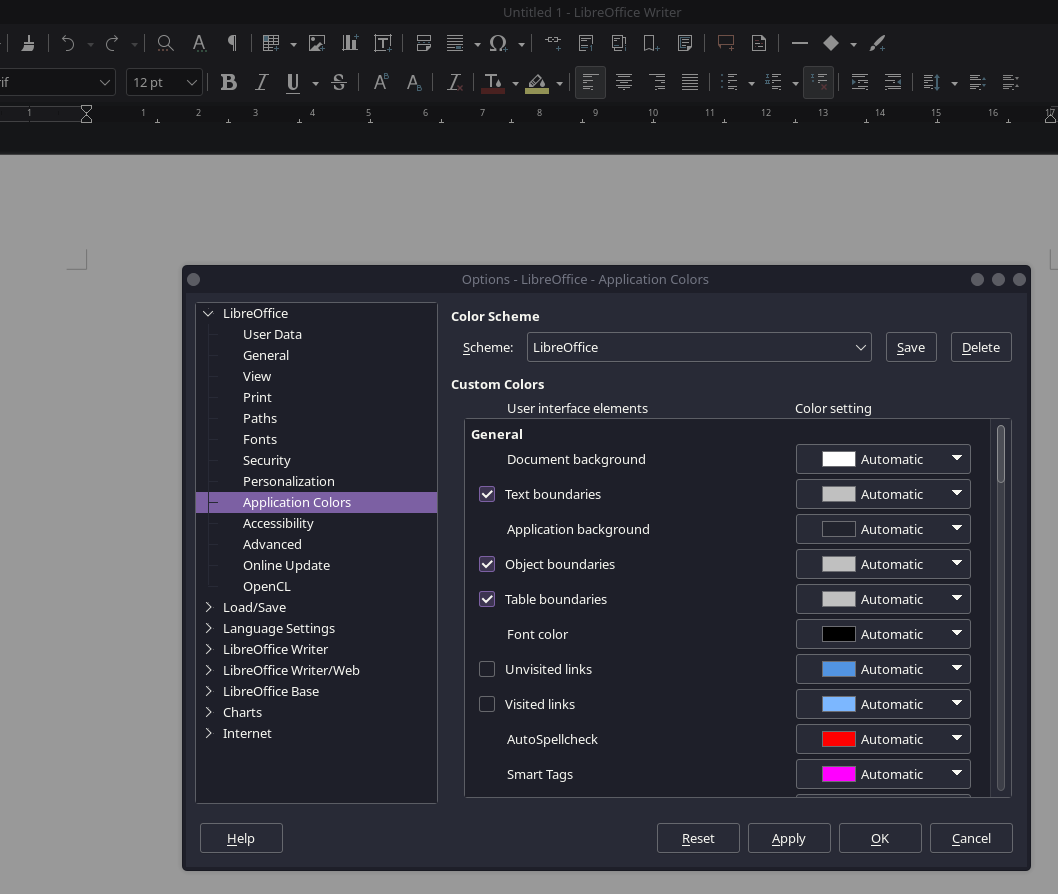 Untitled 1 - LibreOffice Writer
rif
12 pt
1 1 2 3 4 5 6 7 8 9 10 11 12 13 14 15 16 17
Options - LibreOffice - Application Colors
LibreOffice
User Data
General
View
Print
Paths
Fonts
Security
Personalization
Application Colors
Accessibility
Advanced
Online Update
OpenCL
Load/Save
Language Settings
LibreOffice Writer
LibreOffice Writer/Web
LibreOffice Base
Charts
Internet
Color Scheme
Scheme: LibreOffice Save Delete
Custom Colors
User interface elements Color setting
General
Document background Automatic
Text boundaries Automatic
Application background Automatic
Object boundaries Automatic
Table boundaries Automatic
Font color Automatic
Unvisited links Automatic
Visited links Automatic
AutoSpellcheck Automatic
Smart Tags Automatic
Help Reset Apply OK Cancel